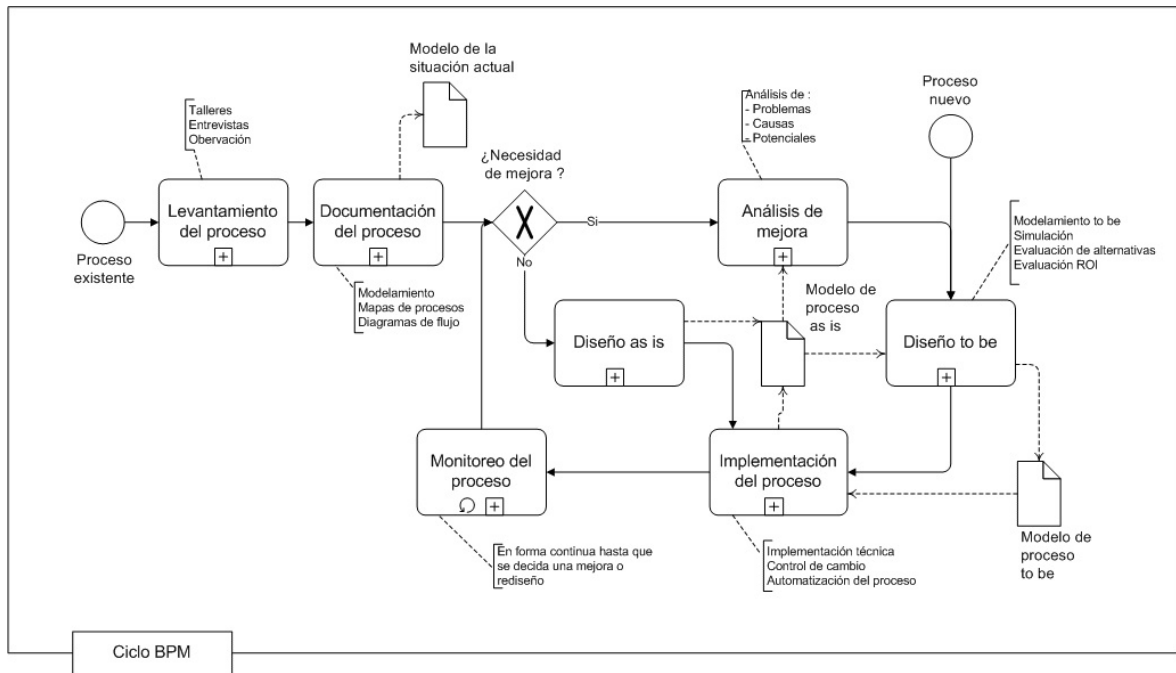 Modelo de la
situación actual
Proceso
nuevo
Análisis de :
- Problemas
- Causas
- Potenciales
Talleres
Entrevistas
Obervación
¿Necesidad
de mejora ?
Levantamiento
del proceso
Documentación
del proceso
X
Si
Análisis de
mejora
Proceso
existente
No
Modelamiento to be
Simulación
Evaluación de alternativas
Evaluación ROI
Modelamiento
Mapas de procesos
Diagramas de flujo
Modelo de
proceso
as is
Diseño as is
Diseño to be
Monitoreo del
proceso
Implementación
del proceso
En forma continua hasta que
se decida una mejora o
rediseño
Implementación técnica
Control de cambio
Automatización del proceso
Modelo de
proceso
to be
Ciclo BPM